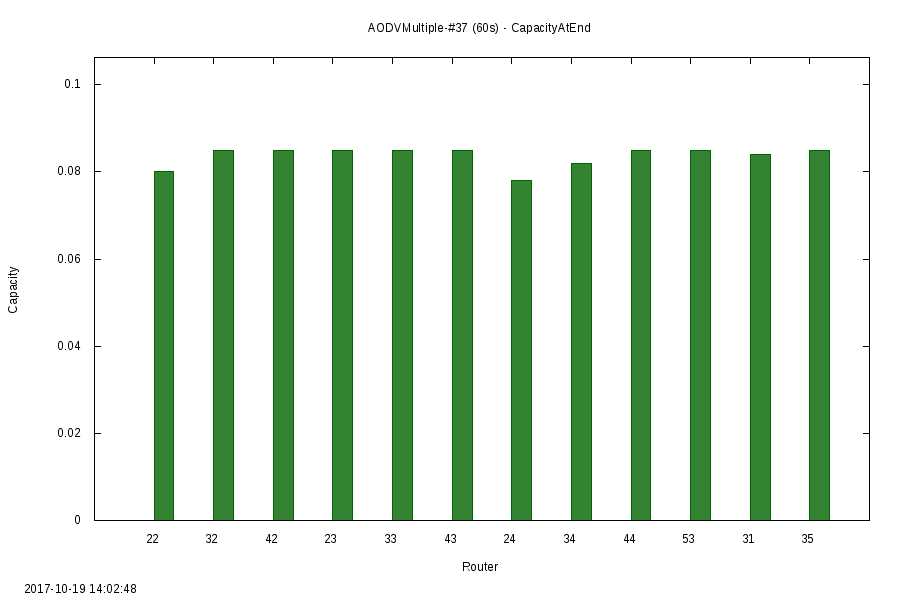 AODVMultiple-#37 (60s) - CapacityAtEnd
0.1
0.08
0.06
0.04
0.02
0
Capacity
22 32 42 23 33 43 24 34 44 53 31 35
Router
2017-10-19 14:02:48